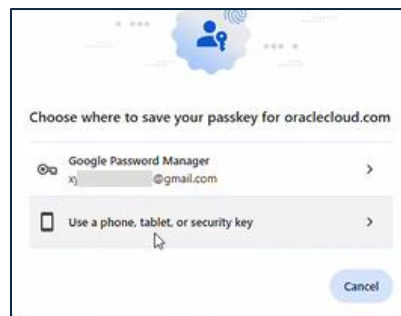 Choose where to save your passkey for oraclecloud.com
Google Password Manager
xy @gmail.com
Use a phone, tablet, or security key
Cancel